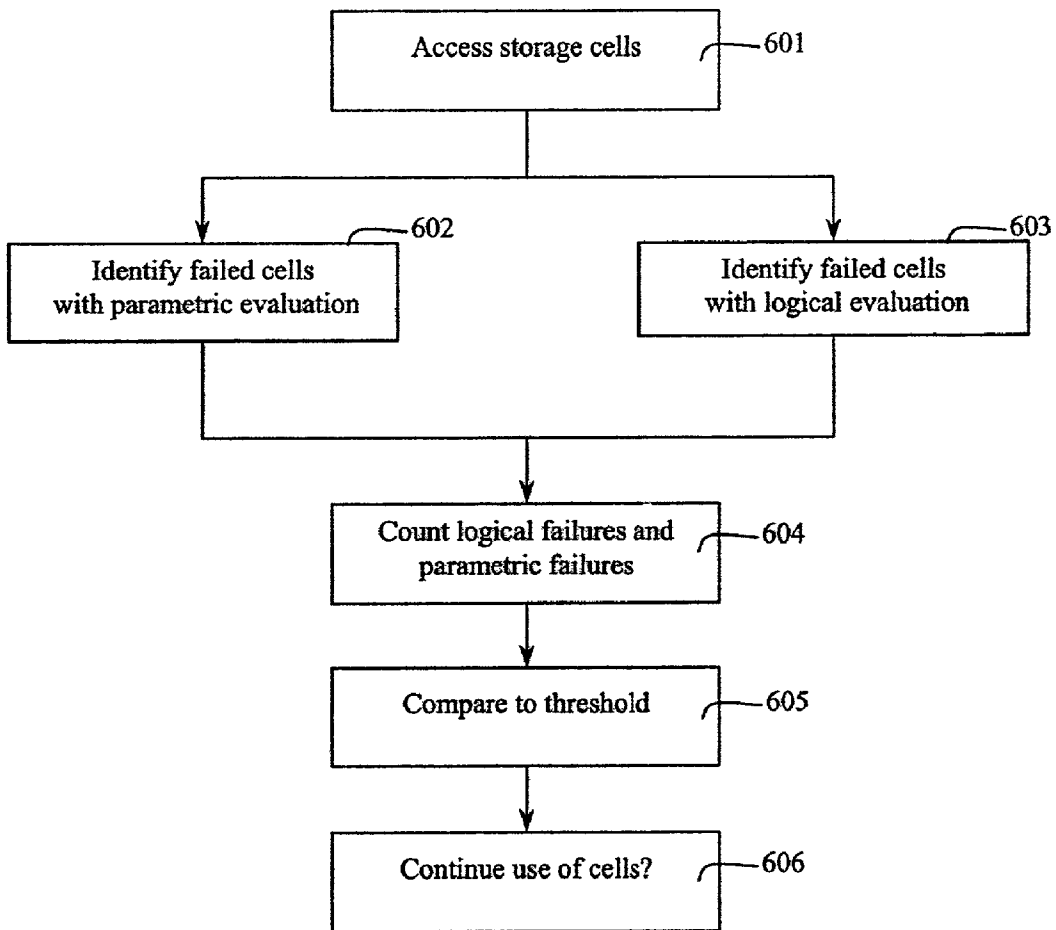 Access storage cells
601
602
Identify failed cells
with parametric evaluation
603
Identify failed cells
with logical evaluation
Count logical failures and
parametric failures
604
Compare to threshold
605
Continue use of cells?
606